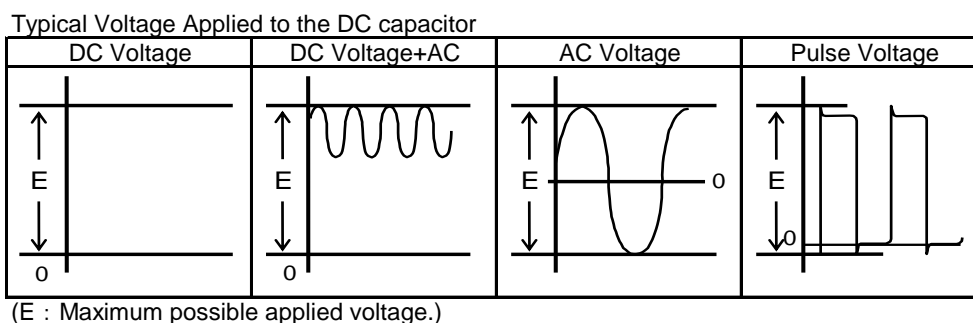 Typical Voltage Applied to the DC capacitor
DC Voltage DC Voltage+AC AC Voltage Pulse Voltage
E E E 0 E
0
0 0
(E：Maximum possible applied voltage.)